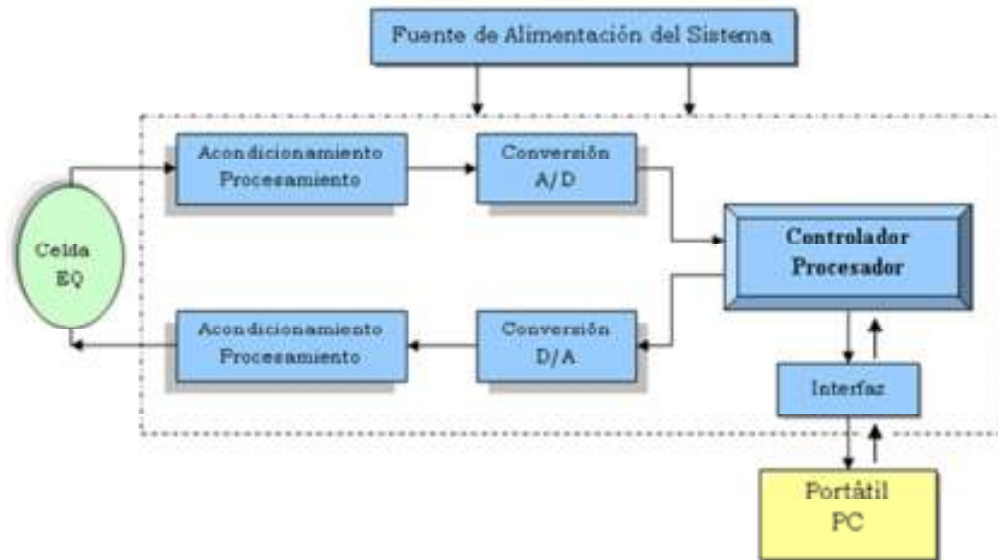 Fuente de Alimentación del Sistema
Acondicionamiento
Procesamiento
Conversión
A/D
Celda
EQ
Controlador
Procesador
Acondicionamiento
Procesamiento
Conversión
D/A
Interfaz
Portátil
PC